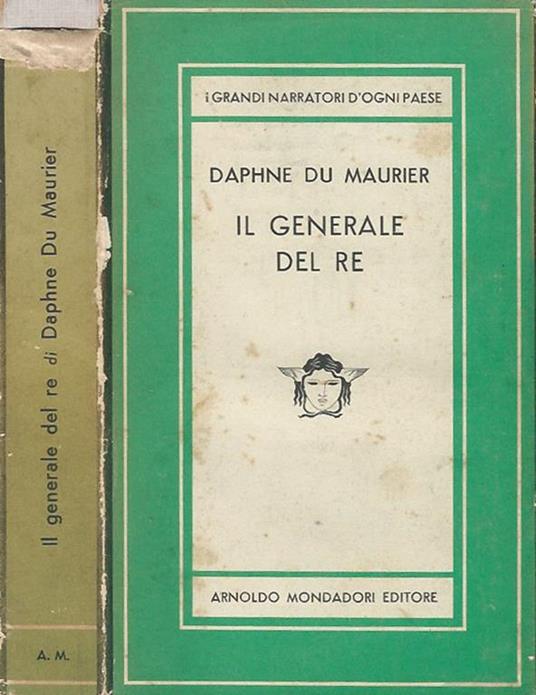 Il generale del re di Daphne Du Maurier
A. M.
i GRANDI NARRATORI D'OGNI PAESE
DAPHNE DU MAURIER
IL GENERALE
DEL RE
ARNOLDO MONDADORI EDITORE